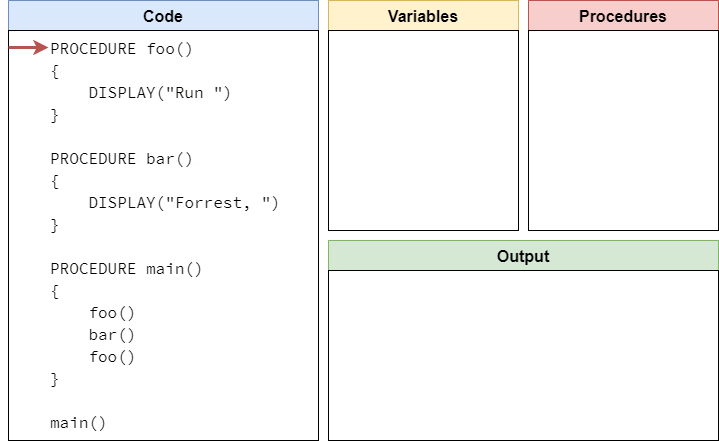 Code
PROCEDURE foo()
{
    DISPLAY("Run ")
}

PROCEDURE bar()
{
    DISPLAY("Forrest, ")
}

PROCEDURE main()
{
    foo()
    bar()
    foo()
}

main()
Variables
Procedures
Output